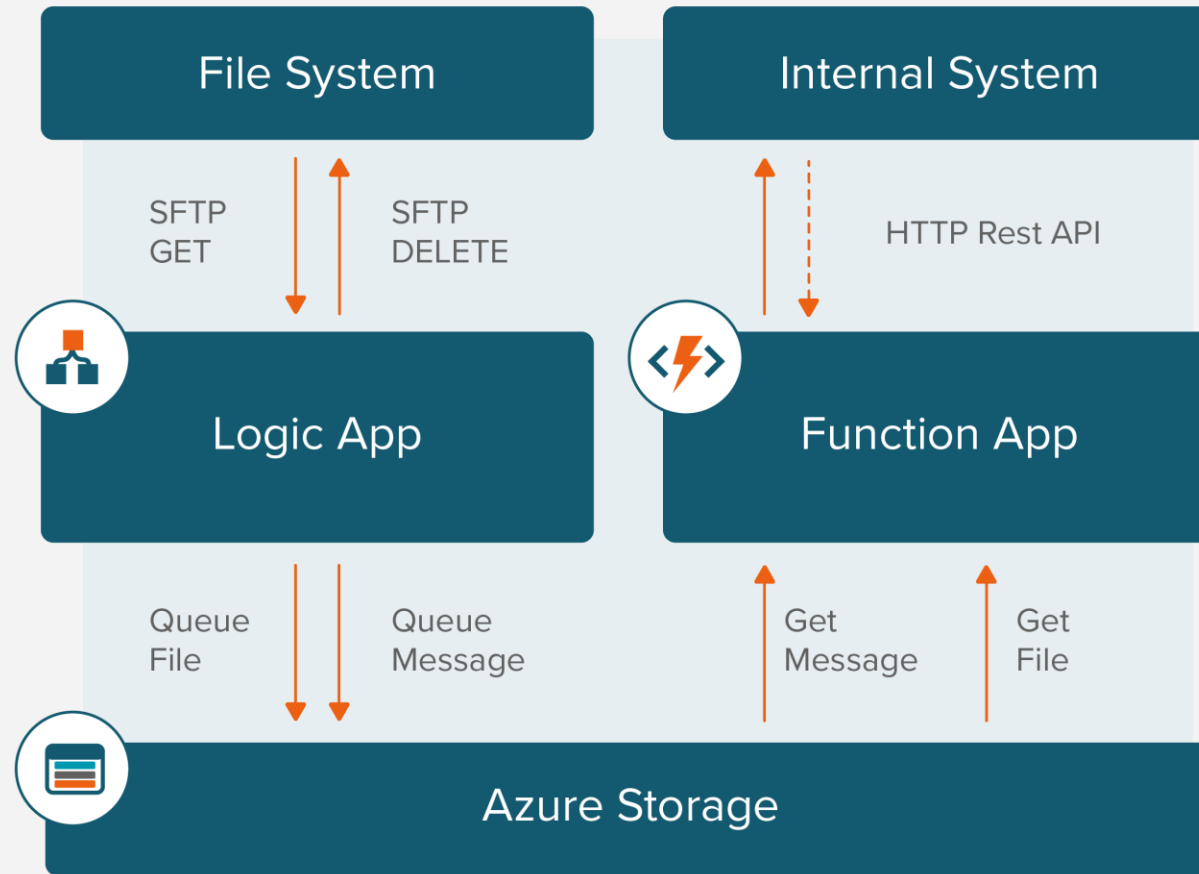 File System
Internal System
SFTP
GET
SFTP
DELETE
HTTP Rest API
Logic App
Function App
Queue
File
Queue
Message
Get
Message
Get
File
Azure Storage